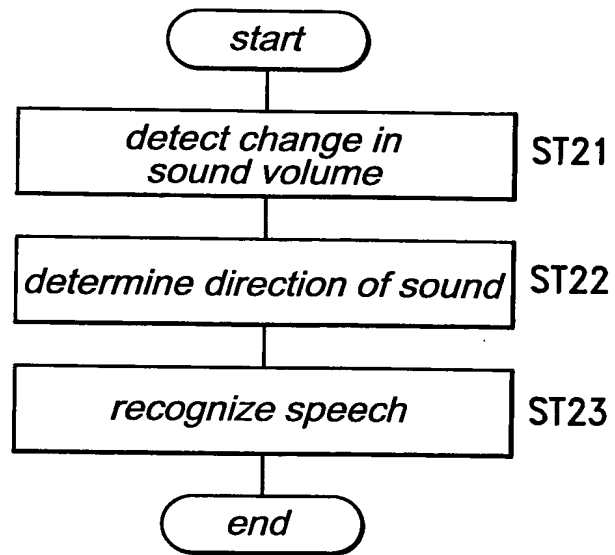 start
detect change in
sound volume
ST21
determine direction of sound
ST22
recognize speech
ST23
end